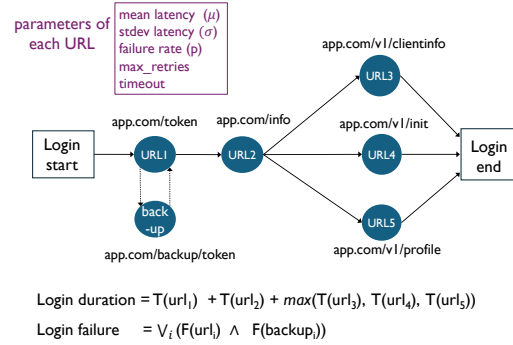 parameters of
each URL
mean latency (μ)
stdev latency (σ)
failure rate (p)
max_retries
timeout
app.com/v1/clientinfo
URL3
app.com/token
app.com/info
app.com/v1/init
Login
start
URL1
URL2
URL4
Login
end
back
-up
app.com/backup/token
URL5
app.com/v1/profile
Login duration = T(url₁) + T(url₂) + max(T(url₃), T(url₄), T(url₅))
Login failure = ⋁ᵢ (F(urlᵢ) ∧ F(backupᵢ))